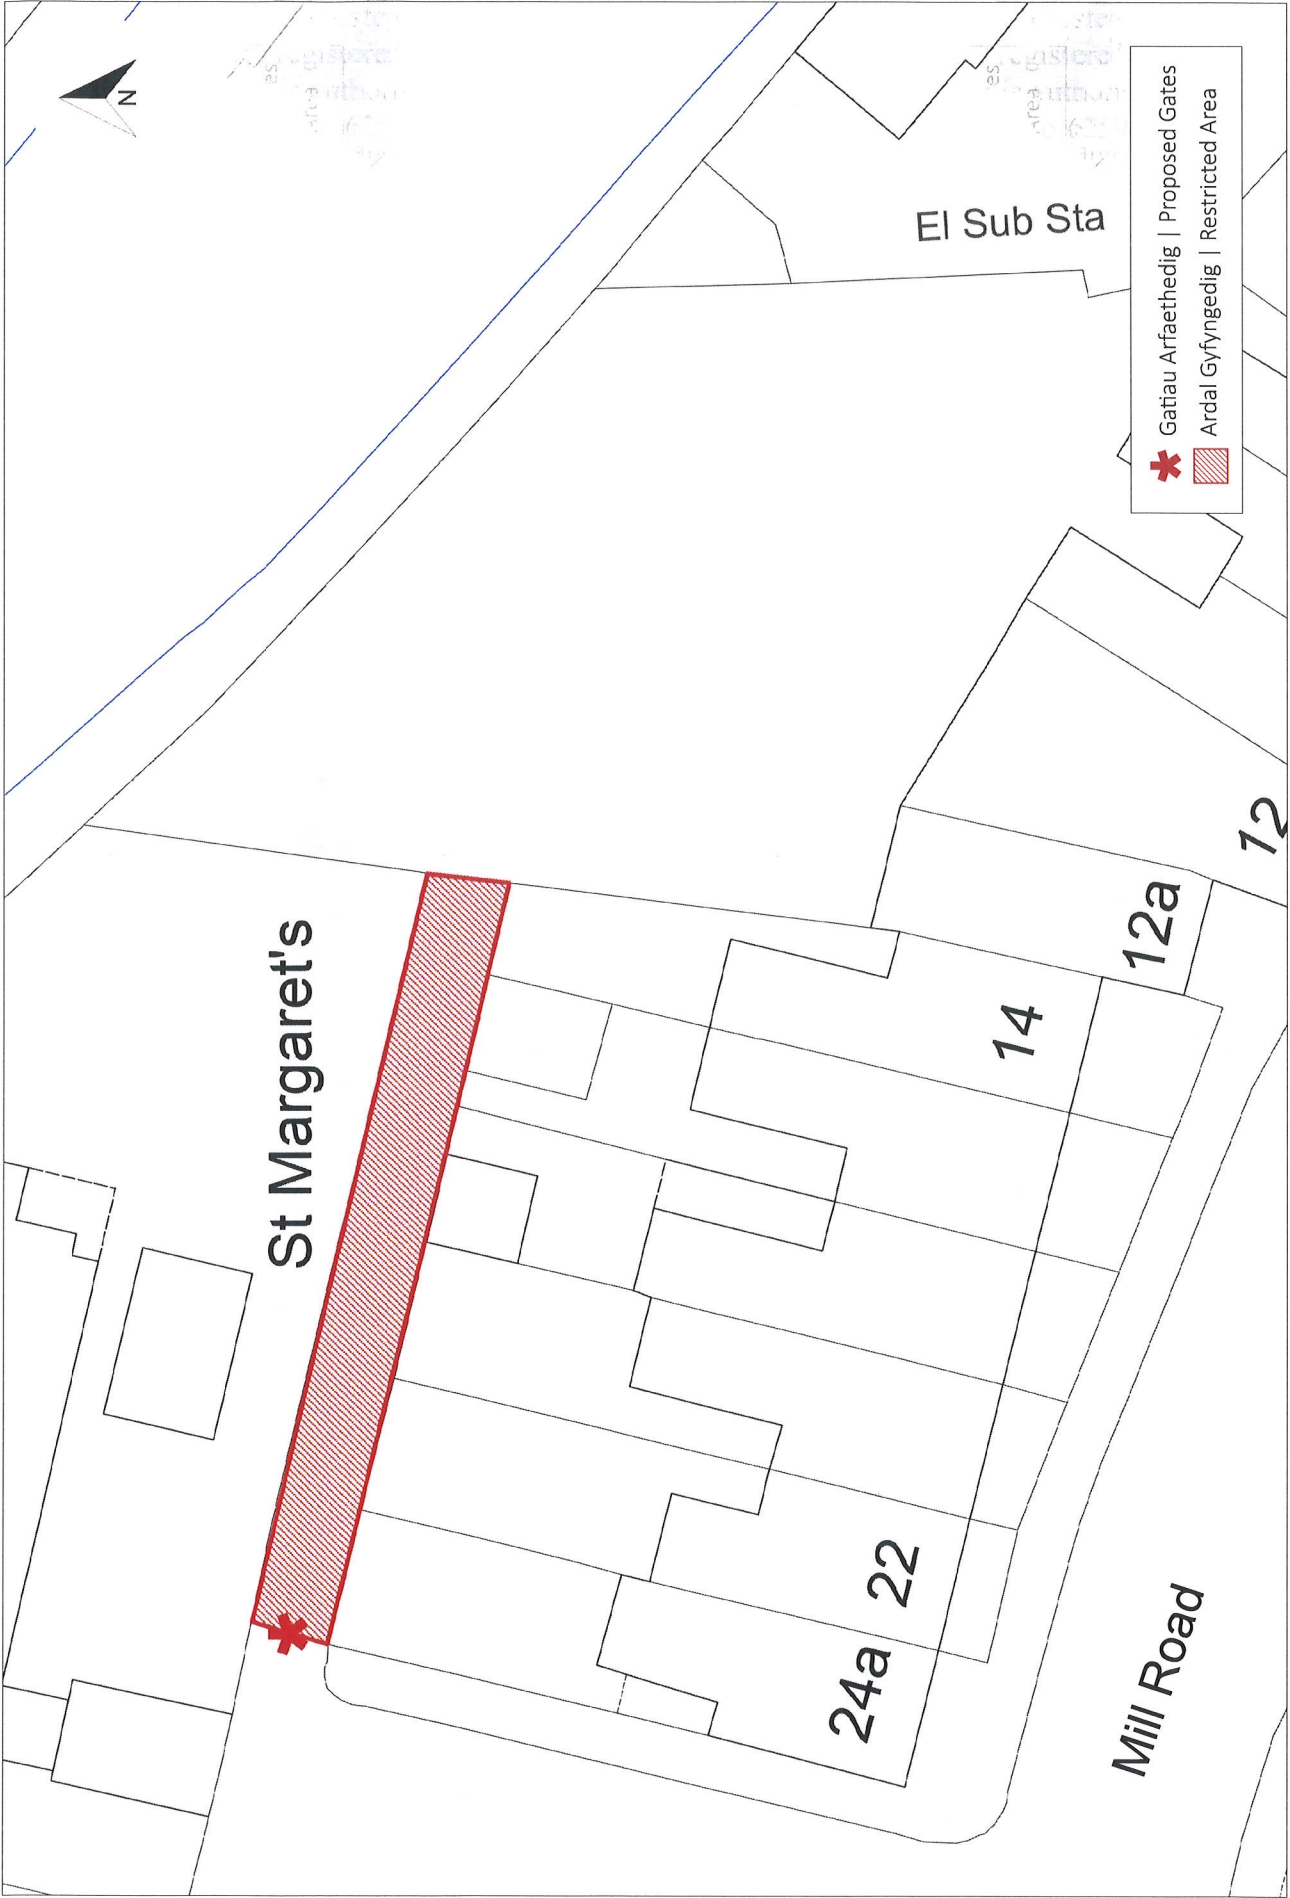 N
St Margaret's
El Sub Sta
12
12a
14
22
24a
Mill Road
Gatiau Arfaethedig | Proposed Gates
Ardal Gyfyngedig | Restricted Area